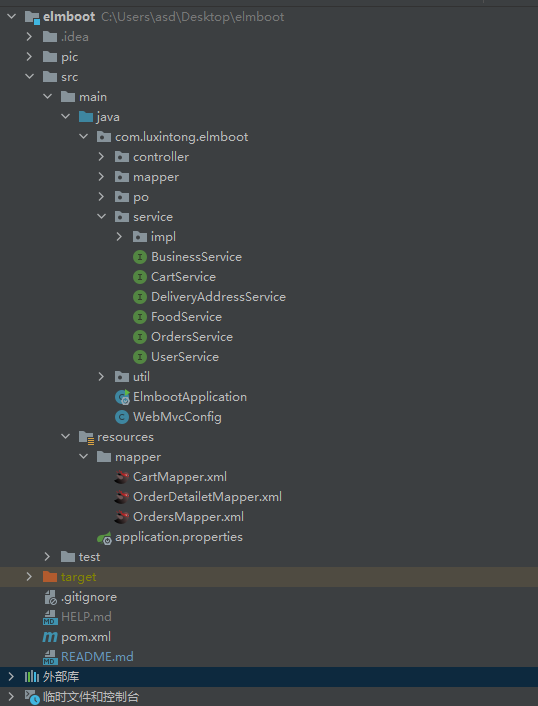 elmboot C:\Users\asd\Desktop\elmboot
.idea
pic
src
main
java
com.luxintong.elmboot
controller
mapper
po
service
impl
BusinessService
CartService
DeliveryAddressService
FoodService
OrdersService
UserService
util
ElmbootApplication
WebMvcConfig
resources
mapper
CartMapper.xml
OrderDetailetMapper.xml
OrdersMapper.xml
application.properties
test
target
.gitignore
HELP.md
pom.xml
README.md
外部库
临时文件和控制台